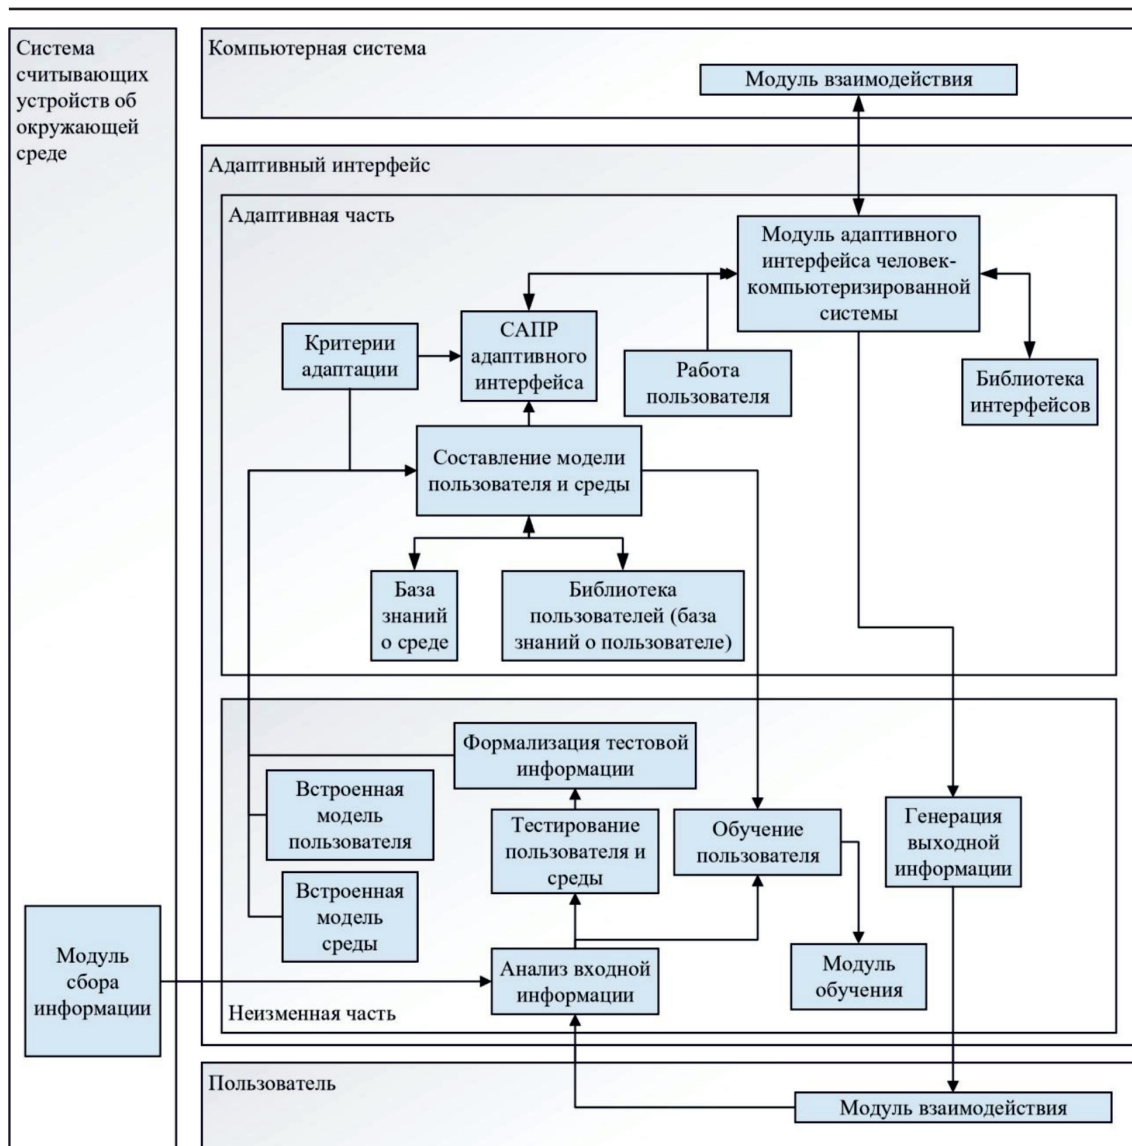 Система
считывающих
устройств об
окружающей
среде
Компьютерная система
Модуль взаимодействия
Адаптивный интерфейс
Адаптивная часть
Модуль адаптивного
интерфейса человек-
компьютеризированной
системы
САПР
адаптивного
интерфейса
Критерии
адаптации
Работа
пользователя
Библиотека
интерфейсов
Составление модели
пользователя и среды
База
знаний
о среде
Библиотека
пользователей (база
знаний о пользователе)
Формализация тестовой
информации
Встроенная
модель
пользователя
Тестирование
пользователя и
среды
Обучение
пользователя
Генерация
выходной
информации
Встроенная
модель
среды
Модуль
сбора
информации
Анализ входной
информации
Модуль
обучения
Неизменная часть
Пользователь
Модуль взаимодействия